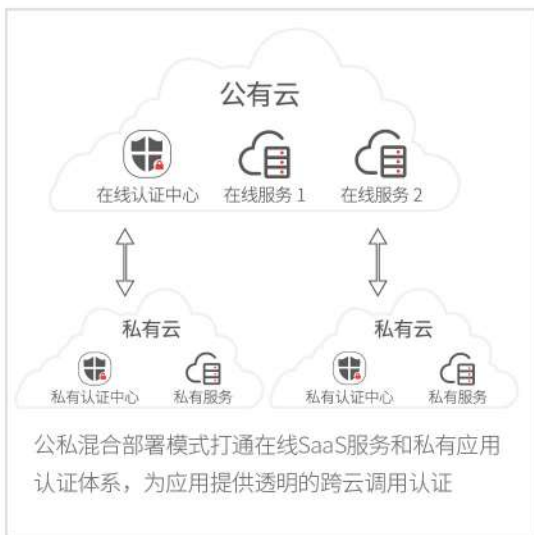 公有云
在线认证中心 在线服务 1 在线服务 2
私有云 私有云
私有认证中心 私有服务 私有认证中心 私有服务
公私混合部署模式打通在线SaaS服务和私有应用
认证体系，为应用提供透明的跨云调用认证